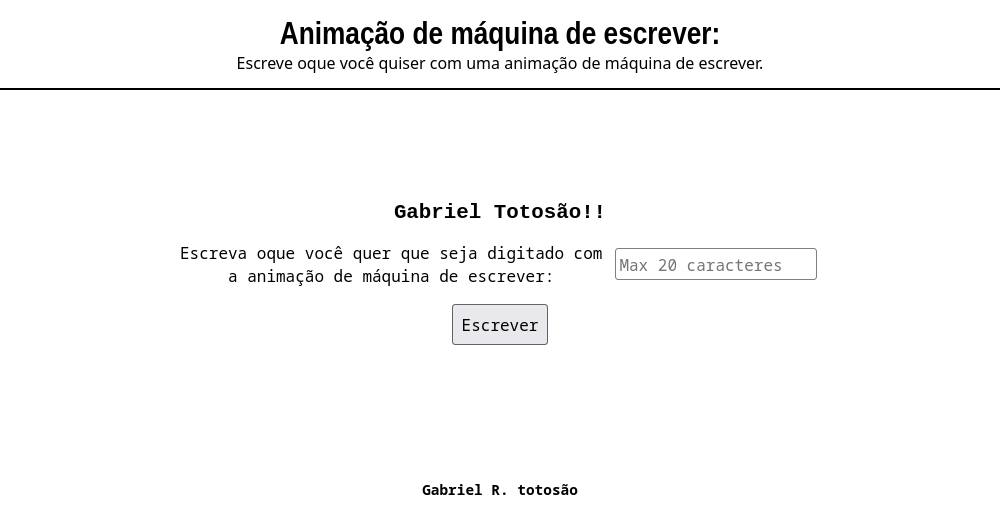 Animação de máquina de escrever:
Escreve oque você quiser com uma animação de máquina de escrever.
Gabriel Totosão!!
Escreva oque você quer que seja digitado com
a animação de máquina de escrever:
Max 20 caracteres
Escrever
Gabriel R. totosão